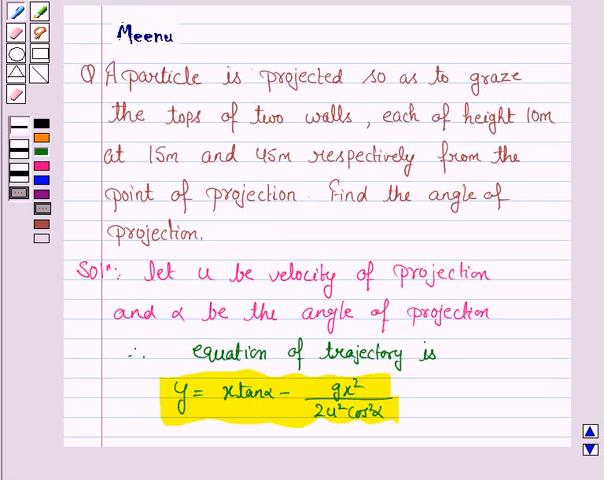 Meenu
Q A particle is projected so as to graze
the tops of two walls, each of height 10m
at 15m and 45m respectively from the
point of projection. Find the angle of
projection.
Solⁿ: let u be velocity of projection
and α be the angle of projection
∴ equation of trajectory is
y = x tanα - gx²/2u²cos²α